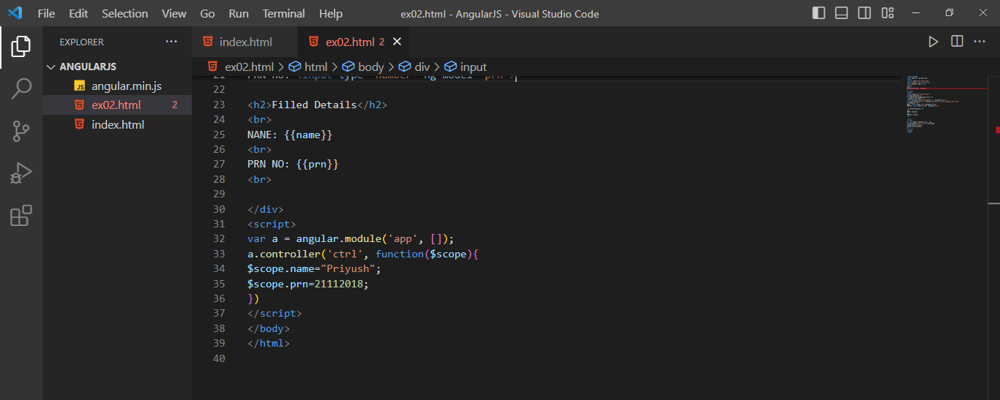 File Edit Selection View Go Run Terminal Help ex02.html - AngularJS - Visual Studio Code
EXPLORER ··· index.html ex02.html 2
ANGULARJS ex02.html > html > body > div > input
JS angular.min.js
ex02.html 2
index.html
21 PRN NO: <input type="number" ng-model="prn">
22
23 <h2>Filled Details</h2>
24 <br>
25 NANE: {{name}}
26 <br>
27 PRN NO: {{prn}}
28 <br>
29
30 </div>
31 <script>
32 var a = angular.module('app', []);
33 a.controller('ctrl', function($scope){
34 $scope.name="Priyush";
35 $scope.prn=21112018;
36 })
37 </script>
38 </body>
39 </html>
40